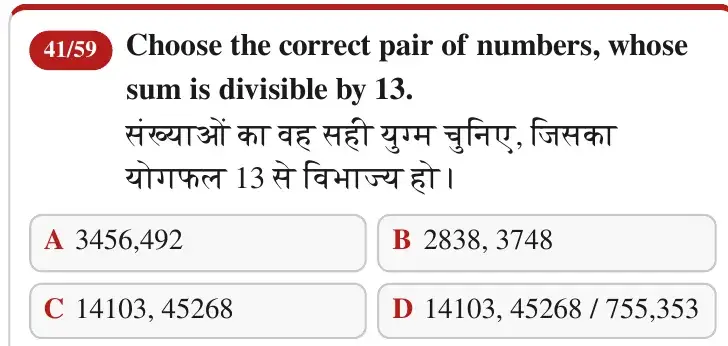 41/59 Choose the correct pair of numbers, whose
sum is divisible by 13.
संख्याओं का वह सही युग्म चुनिए, जिसका
योगफल 13 से विभाज्य हो।
A 3456,492
B 2838, 3748
C 14103, 45268
D 14103, 45268 / 755,353